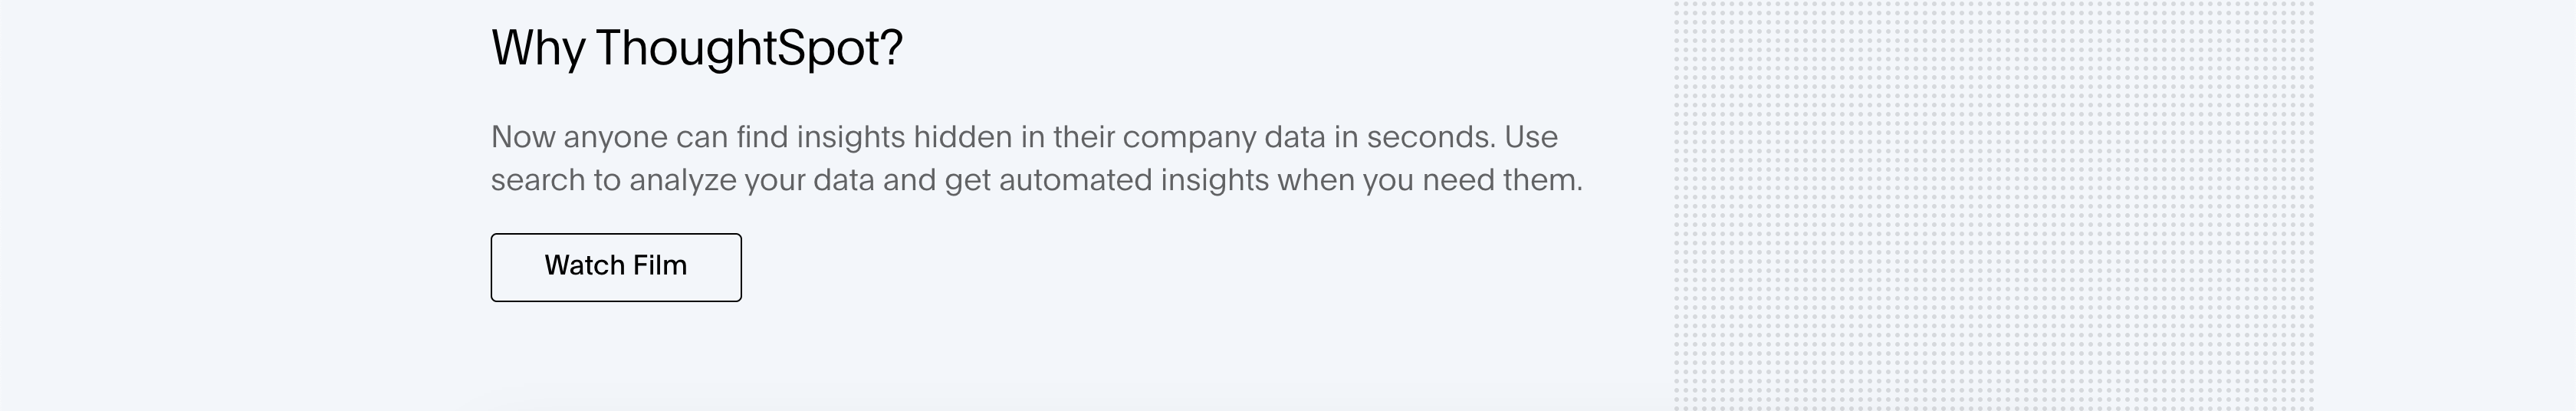 Why ThoughtSpot?
Now anyone can find insights hidden in their company data in seconds. Use
search to analyze your data and get automated insights when you need them.
Watch Film